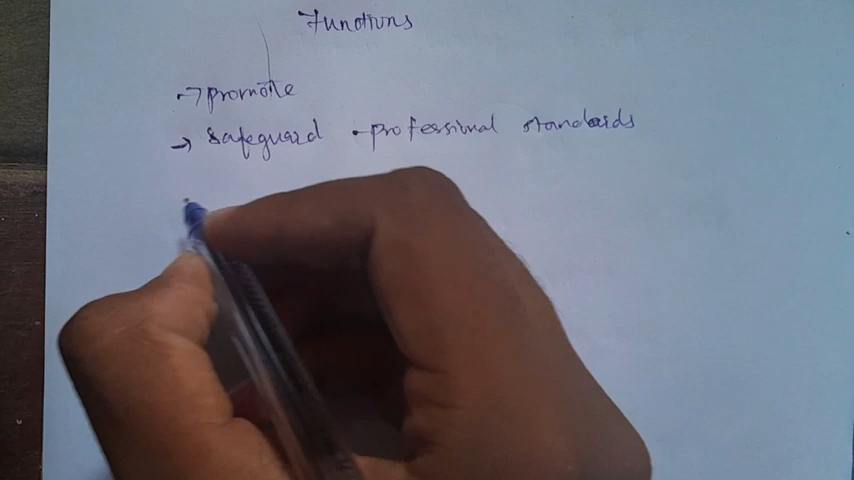 Functions
→ promote
→ safeguard • professional standards